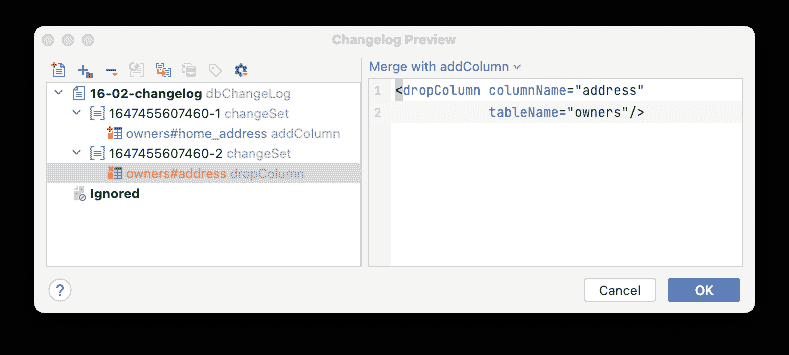 Changelog Preview
16-02-changelog dbChangeLog
1647455607460-1 changeSet
owners#home_address addColumn
1647455607460-2 changeSet
owners#address dropColumn
Ignored
Merge with addColumn
1 <dropColumn columnName="address"
2 tableName="owners"/>
?
Cancel
OK